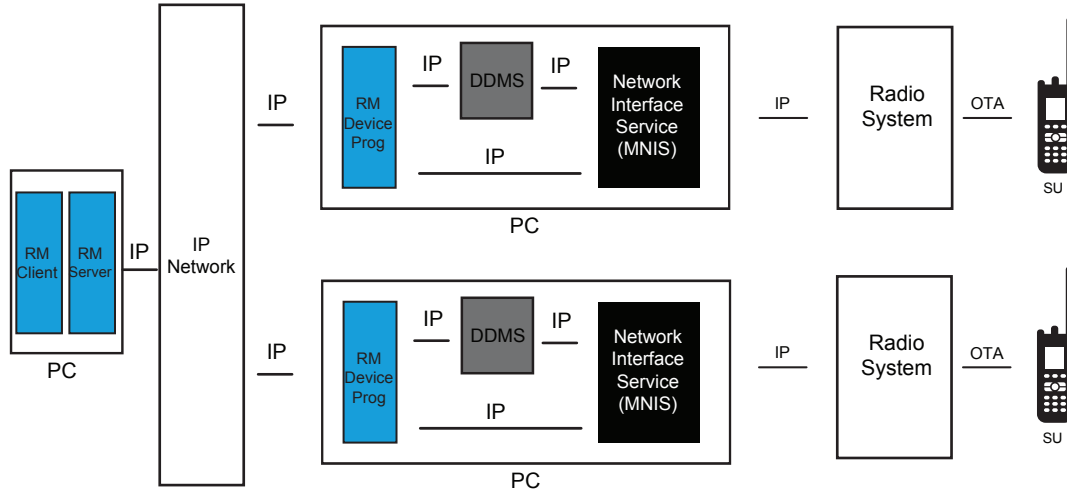 RM
Client
RM
Server
PC
IP
IP
Network
IP
RM
Device
Prog
IP
DDMS
IP
Network
Interface
Service
(MNIS)
IP
PC
IP
Radio
System
OTA
SU
IP
RM
Device
Prog
IP
DDMS
IP
Network
Interface
Service
(MNIS)
IP
PC
IP
Radio
System
OTA
SU